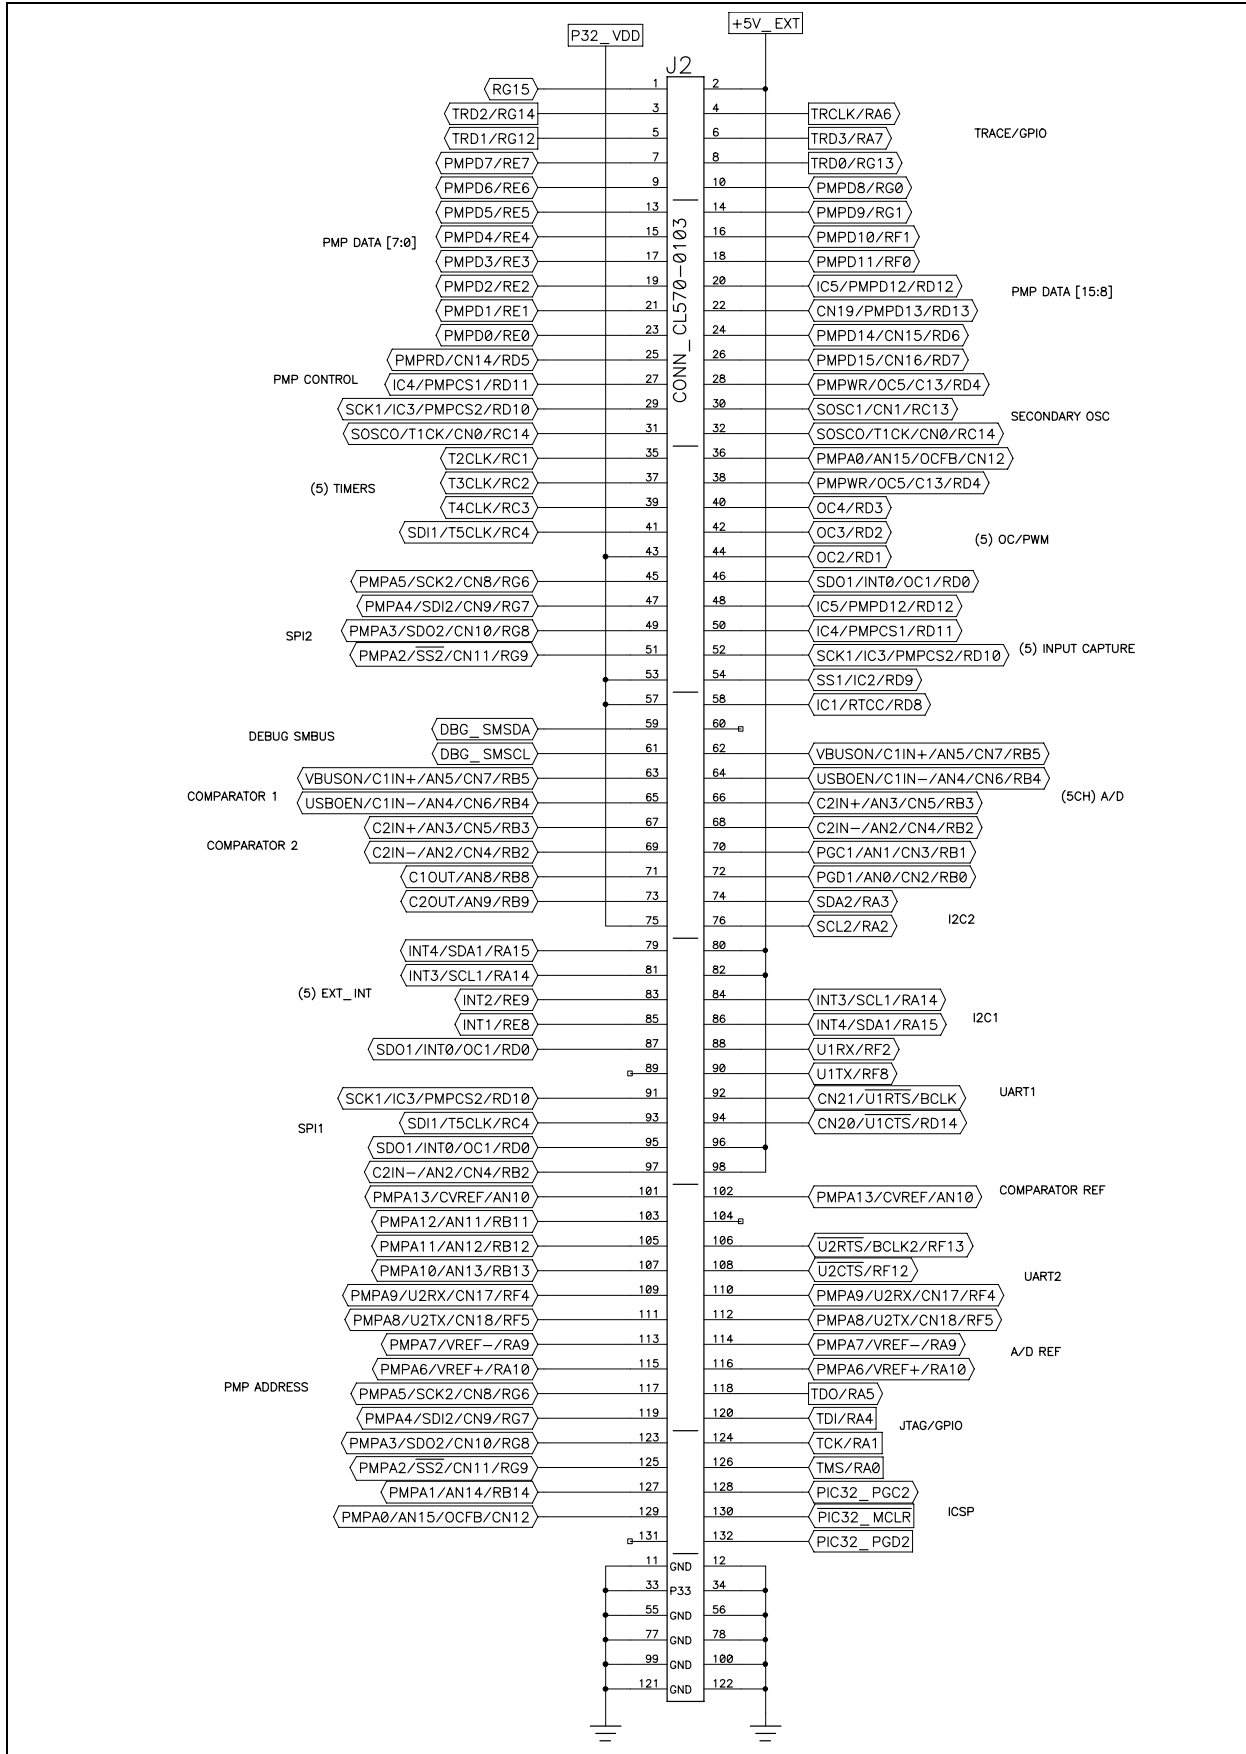 P32_VDD +5V_EXT
J2
RG15 1 2
TRD2/RG14 3 4 TRCLK/RA6
TRD1/RG12 5 6 TRD3/RA7 TRACE/GPIO
PMPD7/RE7 7 8 TRD0/RG13
PMPD6/RE6 9 10 PMPD8/RG0
PMPD5/RE5 13 14 PMPD9/RG1
PMP DATA [7:0] PMPD4/RE4 15 16 PMPD10/RF1
PMPD3/RE3 17 18 PMPD11/RF0
PMPD2/RE2 19 20 IC5/PMPD12/RD12 PMP DATA [15:8]
PMPD1/RE1 21 22 CN19/PMPD13/RD13
PMPD0/RE0 23 24 PMPD14/CN15/RD6
PMPRD/CN14/RD5 25 26 PMPD15/CN16/RD7
PMP CONTROL IC4/PMPCS1/RD11 27 28 PMPWR/OC5/C13/RD4
SCK1/IC3/PMPCS2/RD10 29 30 SOSC1/CN1/RC13 SECONDARY OSC
SOSCO/T1CK/CN0/RC14 31 32 SOSCO/T1CK/CN0/RC14
CONN_CL570-0103
T2CLK/RC1 35 36 PMPA0/AN15/OCFB/CN12
(5) TIMERS T3CLK/RC2 37 38 PMPWR/OC5/C13/RD4
T4CLK/RC3 39 40 OC4/RD3
SDI1/T5CLK/RC4 41 42 OC3/RD2 (5) OC/PWM
43 44 OC2/RD1
PMPA5/SCK2/CN8/RG6 45 46 SDO1/INT0/OC1/RD0
PMPA4/SDI2/CN9/RG7 47 48 IC5/PMPD12/RD12
SPI2 PMPA3/SDO2/CN10/RG8 49 50 IC4/PMPCS1/RD11
PMPA2/SS2/CN11/RG9 51 52 SCK1/IC3/PMPCS2/RD10 (5) INPUT CAPTURE
53 54 SS1/IC2/RD9
57 58 IC1/RTCC/RD8
DEBUG SMBUS DBG_SMSDA 59 60
DBG_SMSCL 61 62 VBUSON/C1IN+/AN5/CN7/RB5
COMPARATOR 1 VBUSON/C1IN+/AN5/CN7/RB5 63 64 USBOEN/C1IN-/AN4/CN6/RB4 (5CH) A/D
USBOEN/C1IN-/AN4/CN6/RB4 65 66 C2IN+/AN3/CN5/RB3
COMPARATOR 2 C2IN+/AN3/CN5/RB3 67 68 C2IN-/AN2/CN4/RB2
C2IN-/AN2/CN4/RB2 69 70 PGC1/AN1/CN3/RB1
C1OUT/AN8/RB8 71 72 PGD1/AN0/CN2/RB0
C2OUT/AN9/RB9 73 74 SDA2/RA3
75 76 SCL2/RA2 I2C2
INT4/SDA1/RA15 79 80
INT3/SCL1/RA14 81 82
(5) EXT_INT INT2/RE9 83 84 INT3/SCL1/RA14
INT1/RE8 85 86 INT4/SDA1/RA15 I2C1
SDO1/INT0/OC1/RD0 87 88 U1RX/RF2
89 90 U1TX/RF8
SCK1/IC3/PMPCS2/RD10 91 92 CN21/U1RTS/BCLK UART1
SPI1 SDI1/T5CLK/RC4 93 94 CN20/U1CTS/RD14
SDO1/INT0/OC1/RD0 95 96
C2IN-/AN2/CN4/RB2 97 98
PMPA13/CVREF/AN10 101 102 PMPA13/CVREF/AN10 COMPARATOR REF
PMPA12/AN11/RB11 103 104
PMPA11/AN12/RB12 105 106 U2RTS/BCLK2/RF13
PMPA10/AN13/RB13 107 108 U2CTS/RF12 UART2
PMPA9/U2RX/CN17/RF4 109 110 PMPA9/U2RX/CN17/RF4
PMPA8/U2TX/CN18/RF5 111 112 PMPA8/U2TX/CN18/RF5
PMPA7/VREF-/RA9 113 114 PMPA7/VREF-/RA9 A/D REF
PMPA6/VREF+/RA10 115 116 PMPA6/VREF+/RA10
PMP ADDRESS PMPA5/SCK2/CN8/RG6 117 118 TDO/RA5
PMPA4/SDI2/CN9/RG7 119 120 TDI/RA4 JTAG/GPIO
PMPA3/SDO2/CN10/RG8 123 124 TCK/RA1
PMPA2/SS2/CN11/RG9 125 126 TMS/RA0
PMPA1/AN14/RB14 127 128 PIC32_PGC2
PMPA0/AN15/OCFB/CN12 129 130 PIC32_MCLR ICSP
131 132 PIC32_PGD2
11 GND 12
33 P33 34
55 GND 56
77 GND 78
99 GND 100
121 GND 122